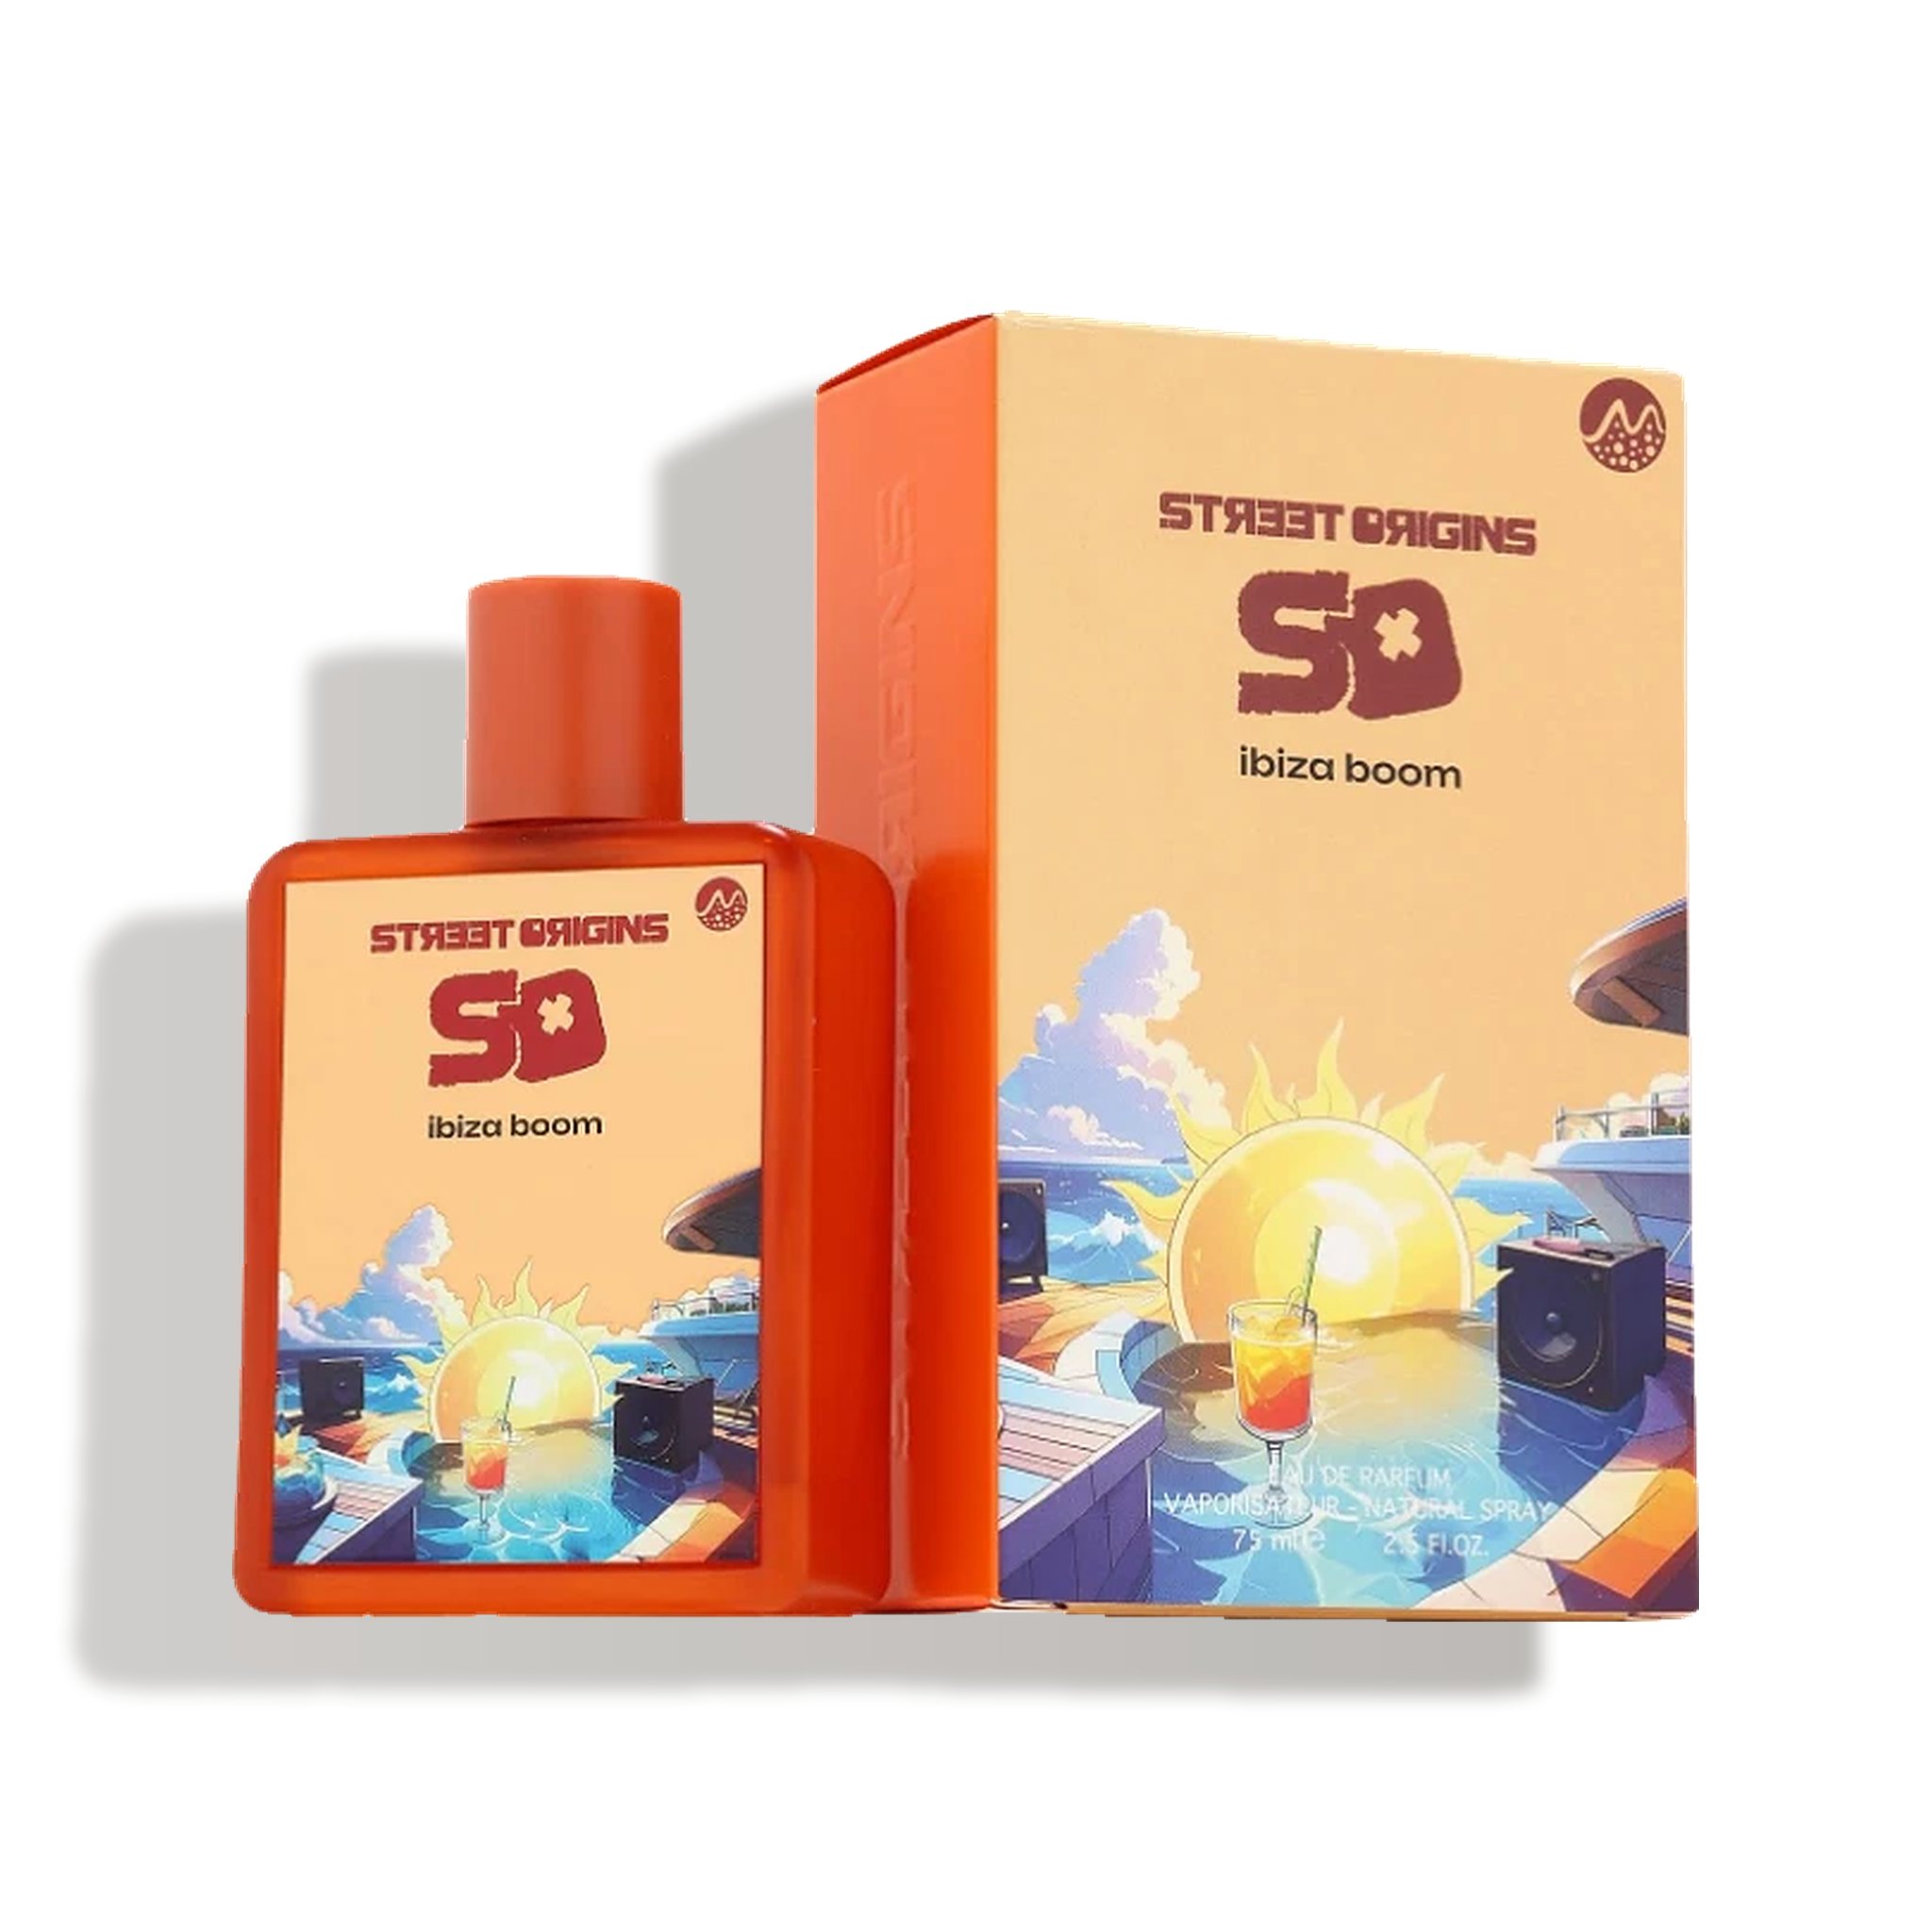 STREET ORIGINS
SO
ibiza boom
STREET ORIGINS
SO
ibiza boom
EAU DE PARFUM
VAPORISATEUR - NATURAL SPRAY
75 ml e 2.5 Fl.OZ.
ORIGINS